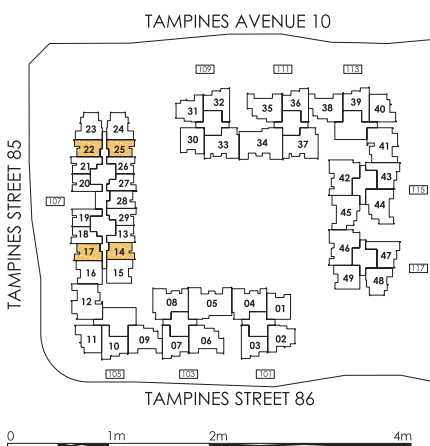 TAMPINES AVENUE 10
109 111 113
32 36 39
31 35 38 40
23 24
22 25 30 33 34 37 41
21 26
20 27 42 43
TAMPINES STREET 85
107 28 115
19 29 45 44
18 13
17 14 46 47
16 15 49 48 117
12 08 05 04 01
11 10 09 07 06 03 02
105 103 101
TAMPINES STREET 86
0 1m 2m 4m